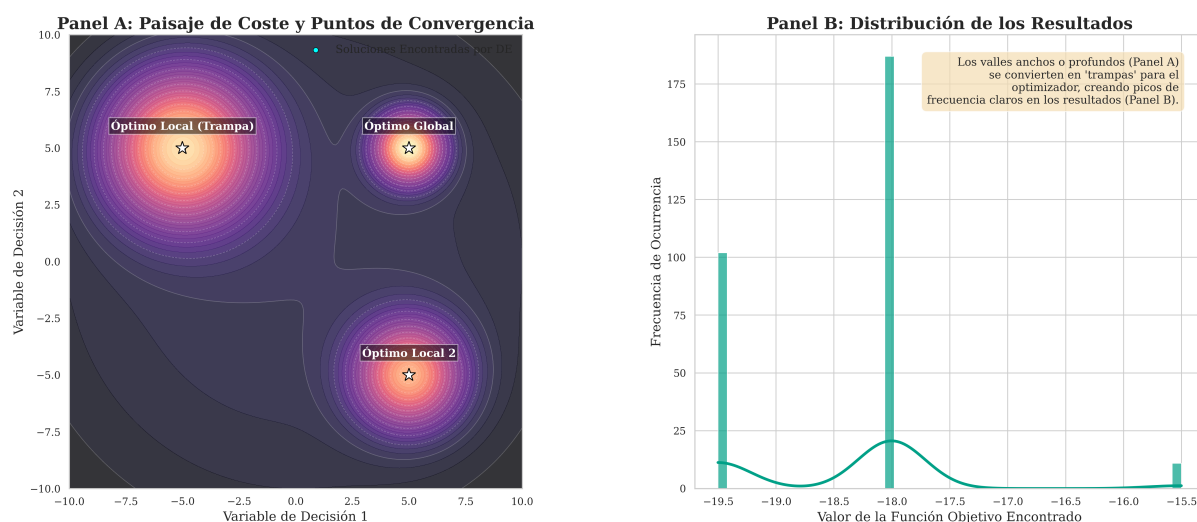 Panel A: Paisaje de Coste y Puntos de Convergencia
Soluciones Encontradas por DE
Óptimo Local (Trampa)
Óptimo Global
Óptimo Local 2
10.0
7.5
5.0
2.5
0.0
−2.5
−5.0
−7.5
−10.0
−10.0 −7.5 −5.0 −2.5 0.0 2.5 5.0 7.5 10.0
Variable de Decisión 1
Variable de Decisión 2
Panel B: Distribución de los Resultados
Los valles anchos o profundos (Panel A)
se convierten en 'trampas' para el
optimizador, creando picos de
frecuencia claros en los resultados (Panel B).
175
150
125
100
75
50
25
0
−19.5 −19.0 −18.5 −18.0 −17.5 −17.0 −16.5 −16.0 −15.5
Valor de la Función Objetivo Encontrado
Frecuencia de Ocurrencia